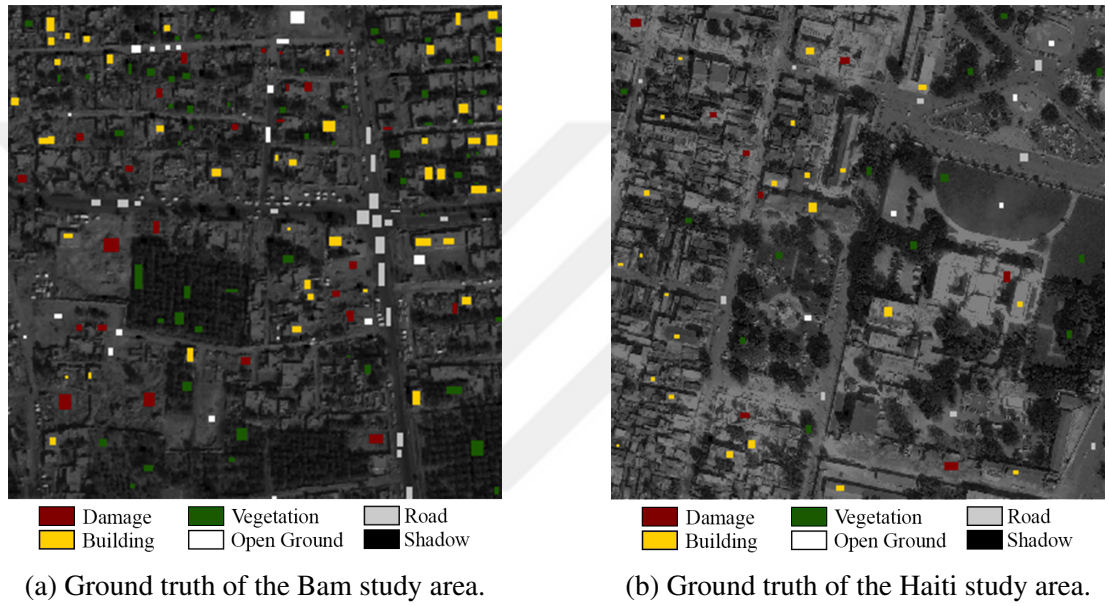 Damage Vegetation Road
Building Open Ground Shadow
(a) Ground truth of the Bam study area.
Damage Vegetation Road
Building Open Ground Shadow
(b) Ground truth of the Haiti study area.